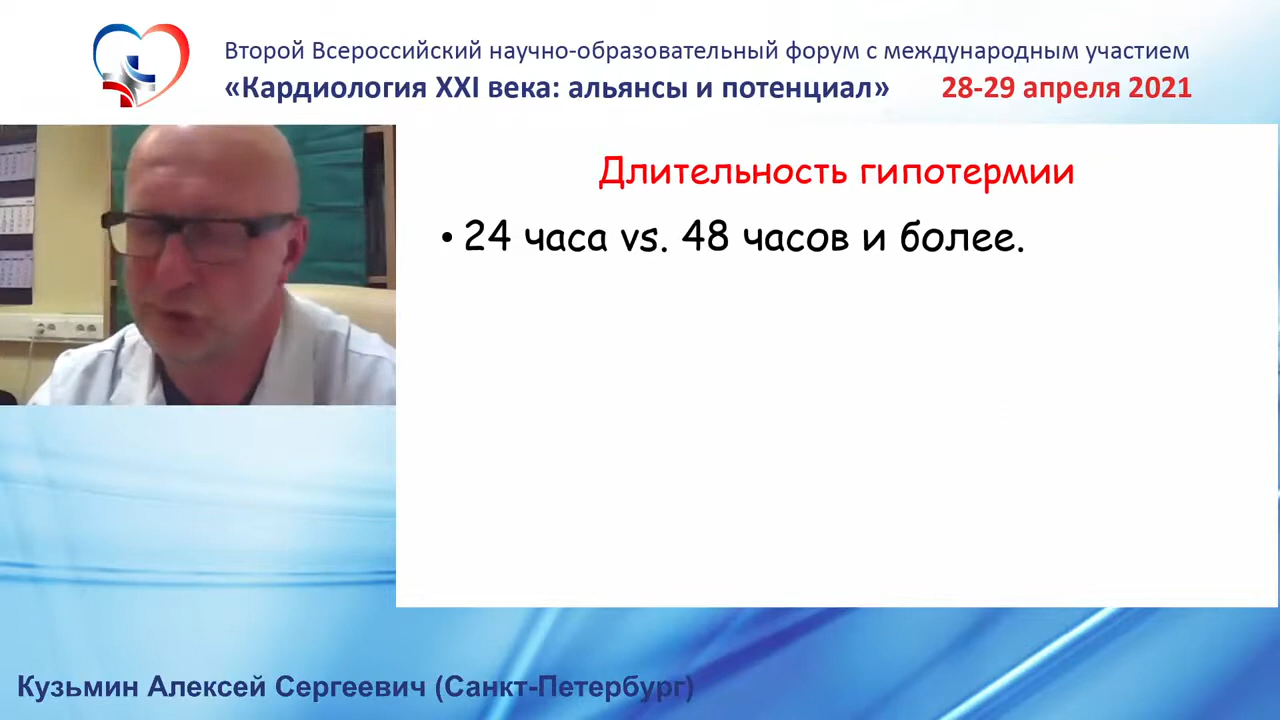 Второй Всероссийский научно-образовательный форум с международным участием
«Кардиология XXI века: альянсы и потенциал» 28-29 апреля 2021
Длительность гипотермии
• 24 часа vs. 48 часов и более.
Кузьмин Алексей Сергеевич (Санкт-Петербург)